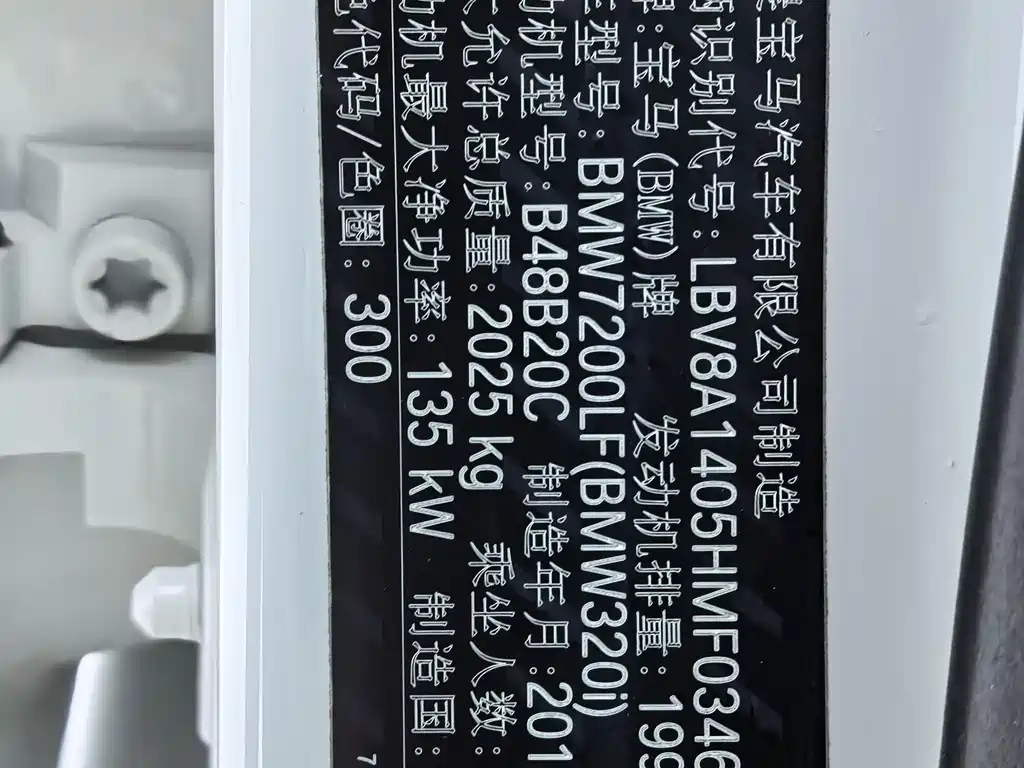 宝马汽车有限公司制造
识别代号:LBV8A1405HMF0346
:宝马(BMW)牌 发动机排量:199
型号:BMW7200LF(BMW320i)
机型号:B48B20C 制造年月:201
允许总质量:2025 kg 乘坐人数:
机最大净功率:135 kW 制造国:
代码/色圈:300